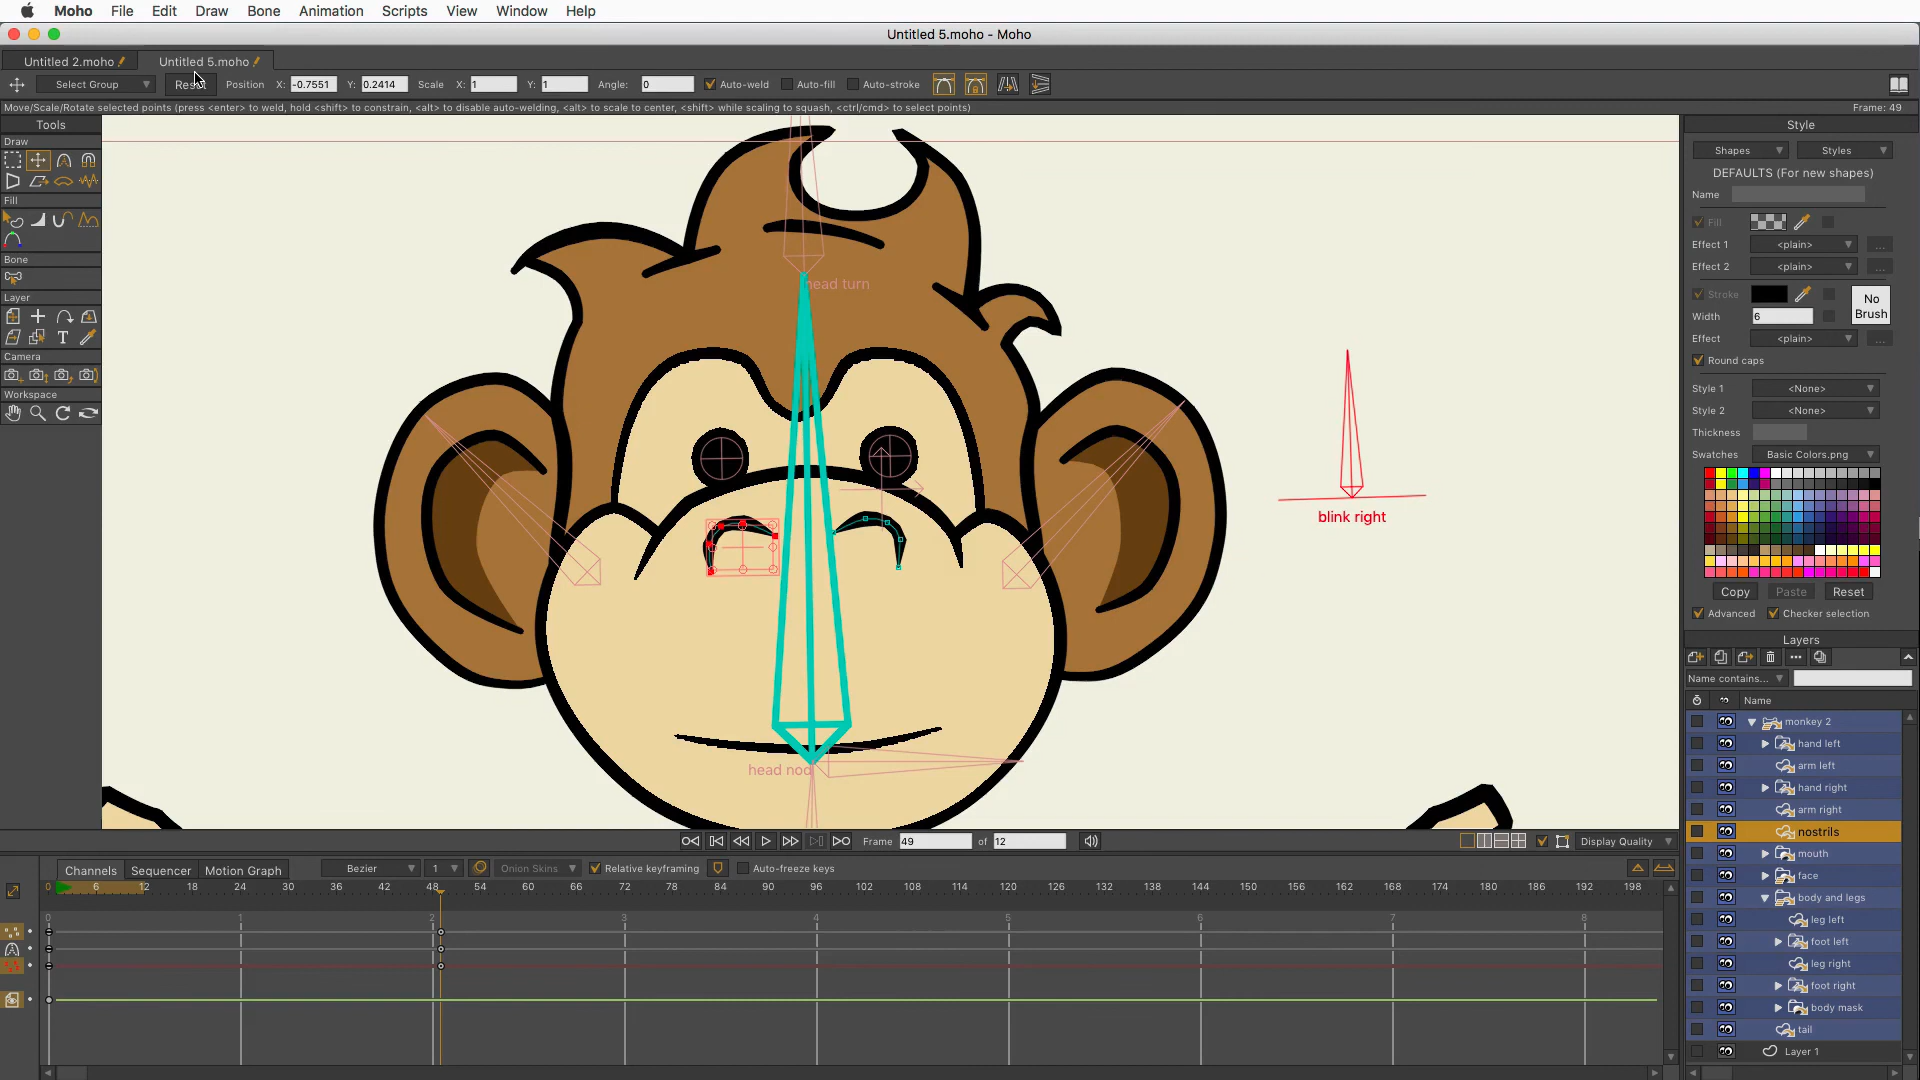 Moho File Edit Draw Bone Animation Scripts View Window Help
Untitled 5.moho - Moho
Untitled 2.moho Untitled 5.moho
Select Group Reset Position X: -0.7551 Y: 0.2414 Scale X: 1 Y: 1 Angle: 0 Auto-weld Auto-fill Auto-stroke
Move/Scale/Rotate selected points (press <enter> to weld, hold <shift> to constrain, <alt> to disable auto-welding, <alt> to scale to center, <shift> while scaling to squash, <ctrl/cmd> to select points) Frame: 49
Tools
Draw
Fill
Bone
Layer
Camera
Workspace
head turn
blink right
head nod
Style
Shapes Styles
DEFAULTS (For new shapes)
Name
Fill
Effect 1 <plain> ...
Effect 2 <plain> ...
Stroke
No Brush
Width 6
Effect <plain> ...
Round caps
Style 1 <None>
Style 2 <None>
Thickness
Swatches Basic Colors.png
Copy Paste Reset
Advanced Checker selection
Layers
Name contains...
Name
monkey 2
hand left
arm left
hand right
arm right
nostrils
mouth
face
body and legs
leg left
foot left
leg right
foot right
body mask
tail
Layer 1
Frame 49 of 12 Display Quality
Channels Sequencer Motion Graph Bezier 1 Onion Skins Relative keyframing Auto-freeze keys
0 6 12 18 24 30 36 42 48 54 60 66 72 78 84 90 96 102 108 114 120 126 132 138 144 150 156 162 168 174 180 186 192 198
0 1 2 3 4 5 6 7 8